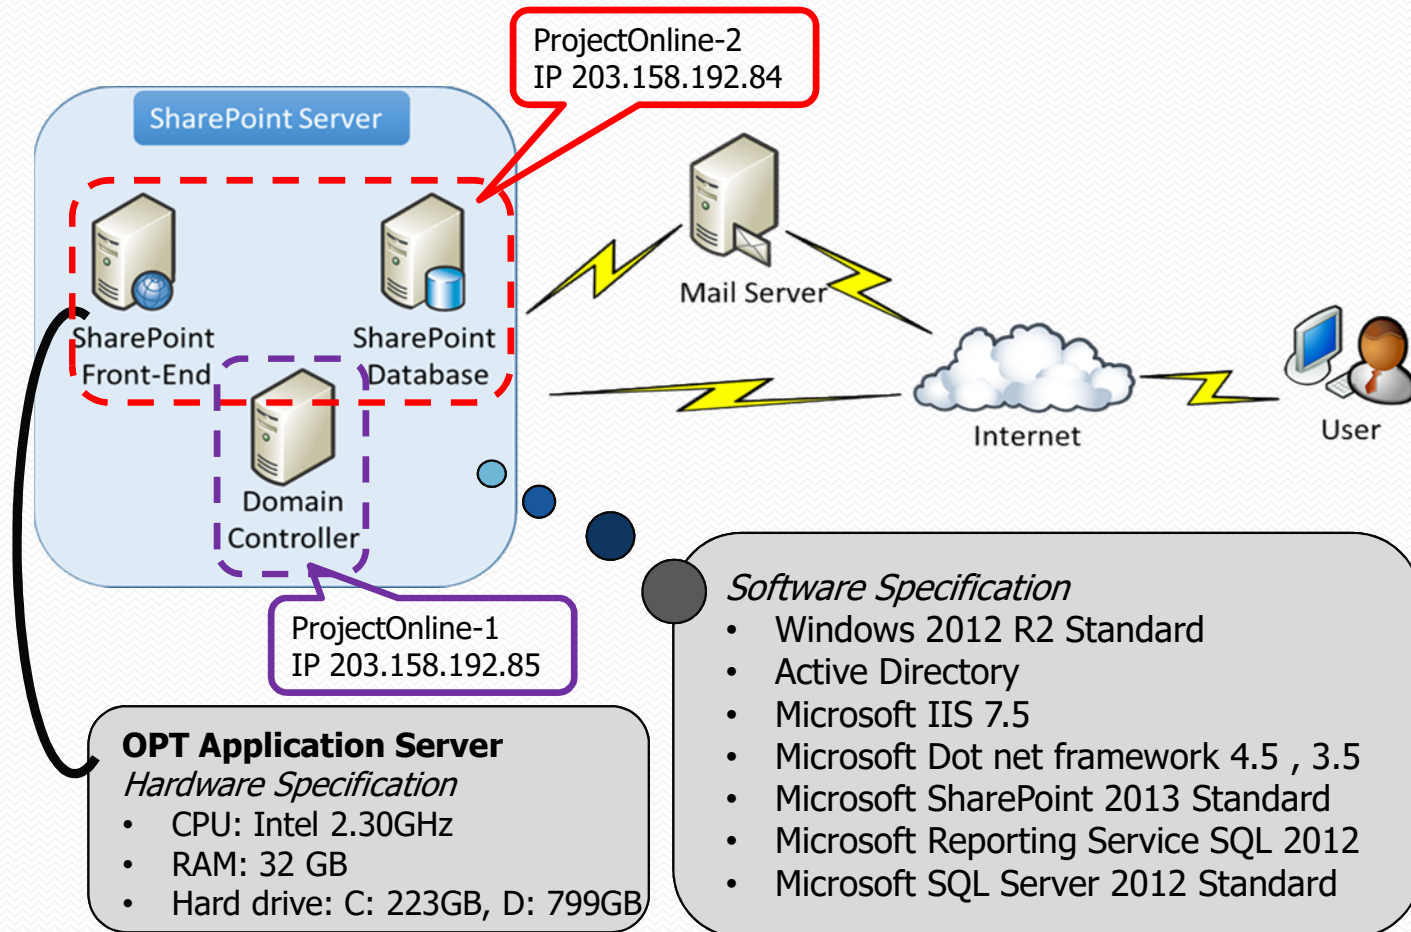 ProjectOnline-2
IP 203.158.192.84
SharePoint Server
SharePoint
Front-End
SharePoint
Database
Domain
Controller
Mail Server
Internet
User
ProjectOnline-1
IP 203.158.192.85
OPT Application Server
Hardware Specification
• CPU: Intel 2.30GHz
• RAM: 32 GB
• Hard drive: C: 223GB, D: 799GB
Software Specification
• Windows 2012 R2 Standard
• Active Directory
• Microsoft IIS 7.5
• Microsoft Dot net framework 4.5 , 3.5
• Microsoft SharePoint 2013 Standard
• Microsoft Reporting Service SQL 2012
• Microsoft SQL Server 2012 Standard